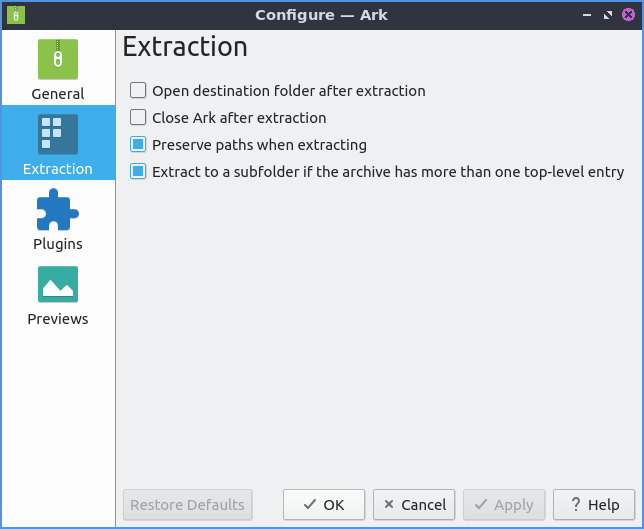 Configure — Ark
Extraction
General
Extraction
Plugins
Previews
Open destination folder after extraction
Close Ark after extraction
Preserve paths when extracting
Extract to a subfolder if the archive has more than one top-level entry
Restore Defaults
OK
Cancel
Apply
? Help